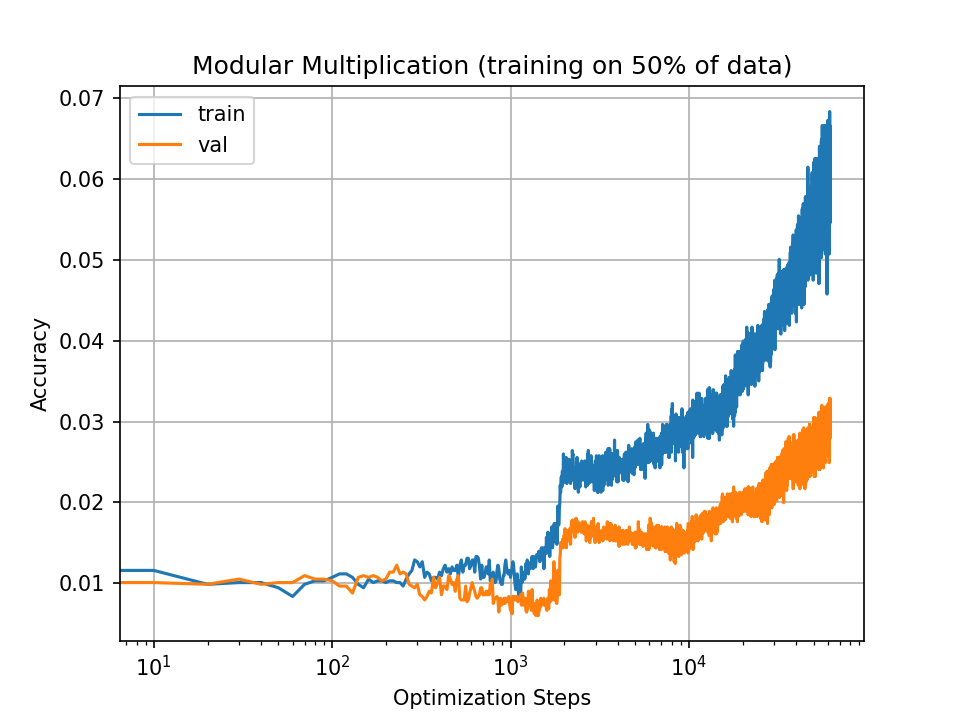 Modular Multiplication (training on 50% of data)
train
val
0.07
0.06
0.05
0.04
0.03
0.02
0.01
Accuracy
10¹ 10² 10³ 10⁴
Optimization Steps